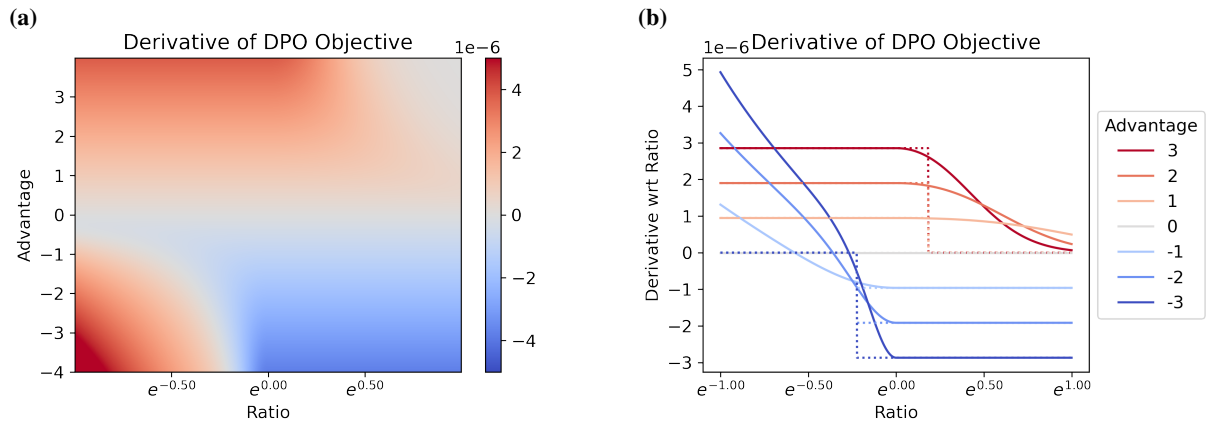 (a)
Derivative of DPO Objective
1e−6
Advantage
3
2
1
0
−1
−2
−3
−4
e^−0.50
e^0.00
e^0.50
Ratio
4
2
0
−2
−4
(b)
1e−6
Derivative of DPO Objective
Derivative wrt Ratio
5
4
3
2
1
0
−1
−2
−3
e^−1.00
e^−0.50
e^0.00
e^0.50
e^1.00
Ratio
Advantage
3
2
1
0
-1
-2
-3